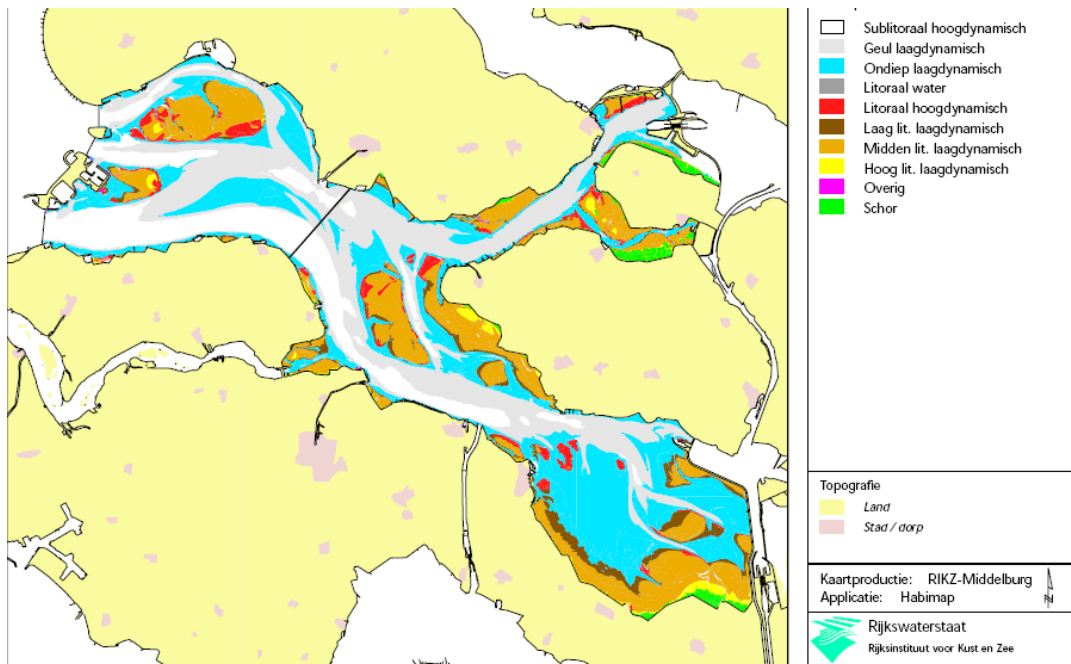 Sublitoraal hoogdynamisch
Geul laagdynamisch
Ondiep laagdynamisch
Litoraal water
Litoraal hoogdynamisch
Laag lit. laagdynamisch
Midden lit. laagdynamisch
Hoog lit. laagdynamisch
Overig
Schor
Topografie
Land
Stad / dorp
Kaartproductie: RIKZ-Middelburg
Applicatie: Habimap
N
Rijkswaterstaat
Rijksinstituut voor Kust en Zee